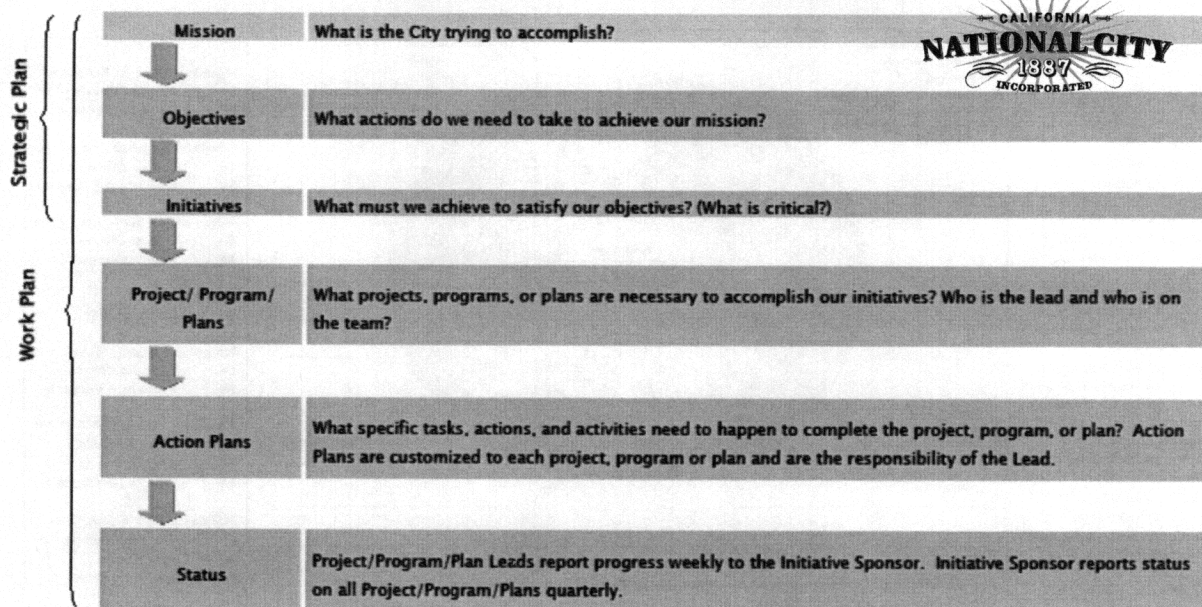 CALIFORNIA
NATIONAL CITY
1887
INCORPORATED
Strategic Plan
Work Plan
Mission
What is the City trying to accomplish?
Objectives
What actions do we need to take to achieve our mission?
Initiatives
What must we achieve to satisfy our objectives? (What is critical?)
Project/ Program/
Plans
What projects, programs, or plans are necessary to accomplish our initiatives? Who is the lead and who is on
the team?
Action Plans
What specific tasks, actions, and activities need to happen to complete the project, program, or plan? Action
Plans are customized to each project, program or plan and are the responsibility of the Lead.
Status
Project/Program/Plan Leads report progress weekly to the Initiative Sponsor. Initiative Sponsor reports status
on all Project/Program/Plans quarterly.